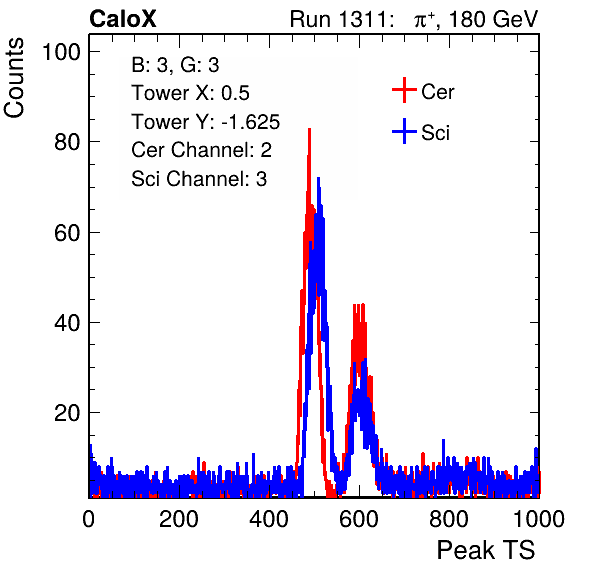 CaloX Run 1311: π⁺, 180 GeV
Counts
100
80
60
40
20
B: 3, G: 3
Tower X: 0.5
Tower Y: -1.625
Cer Channel: 2
Sci Channel: 3
Cer
Sci
0 200 400 600 800 1000
Peak TS